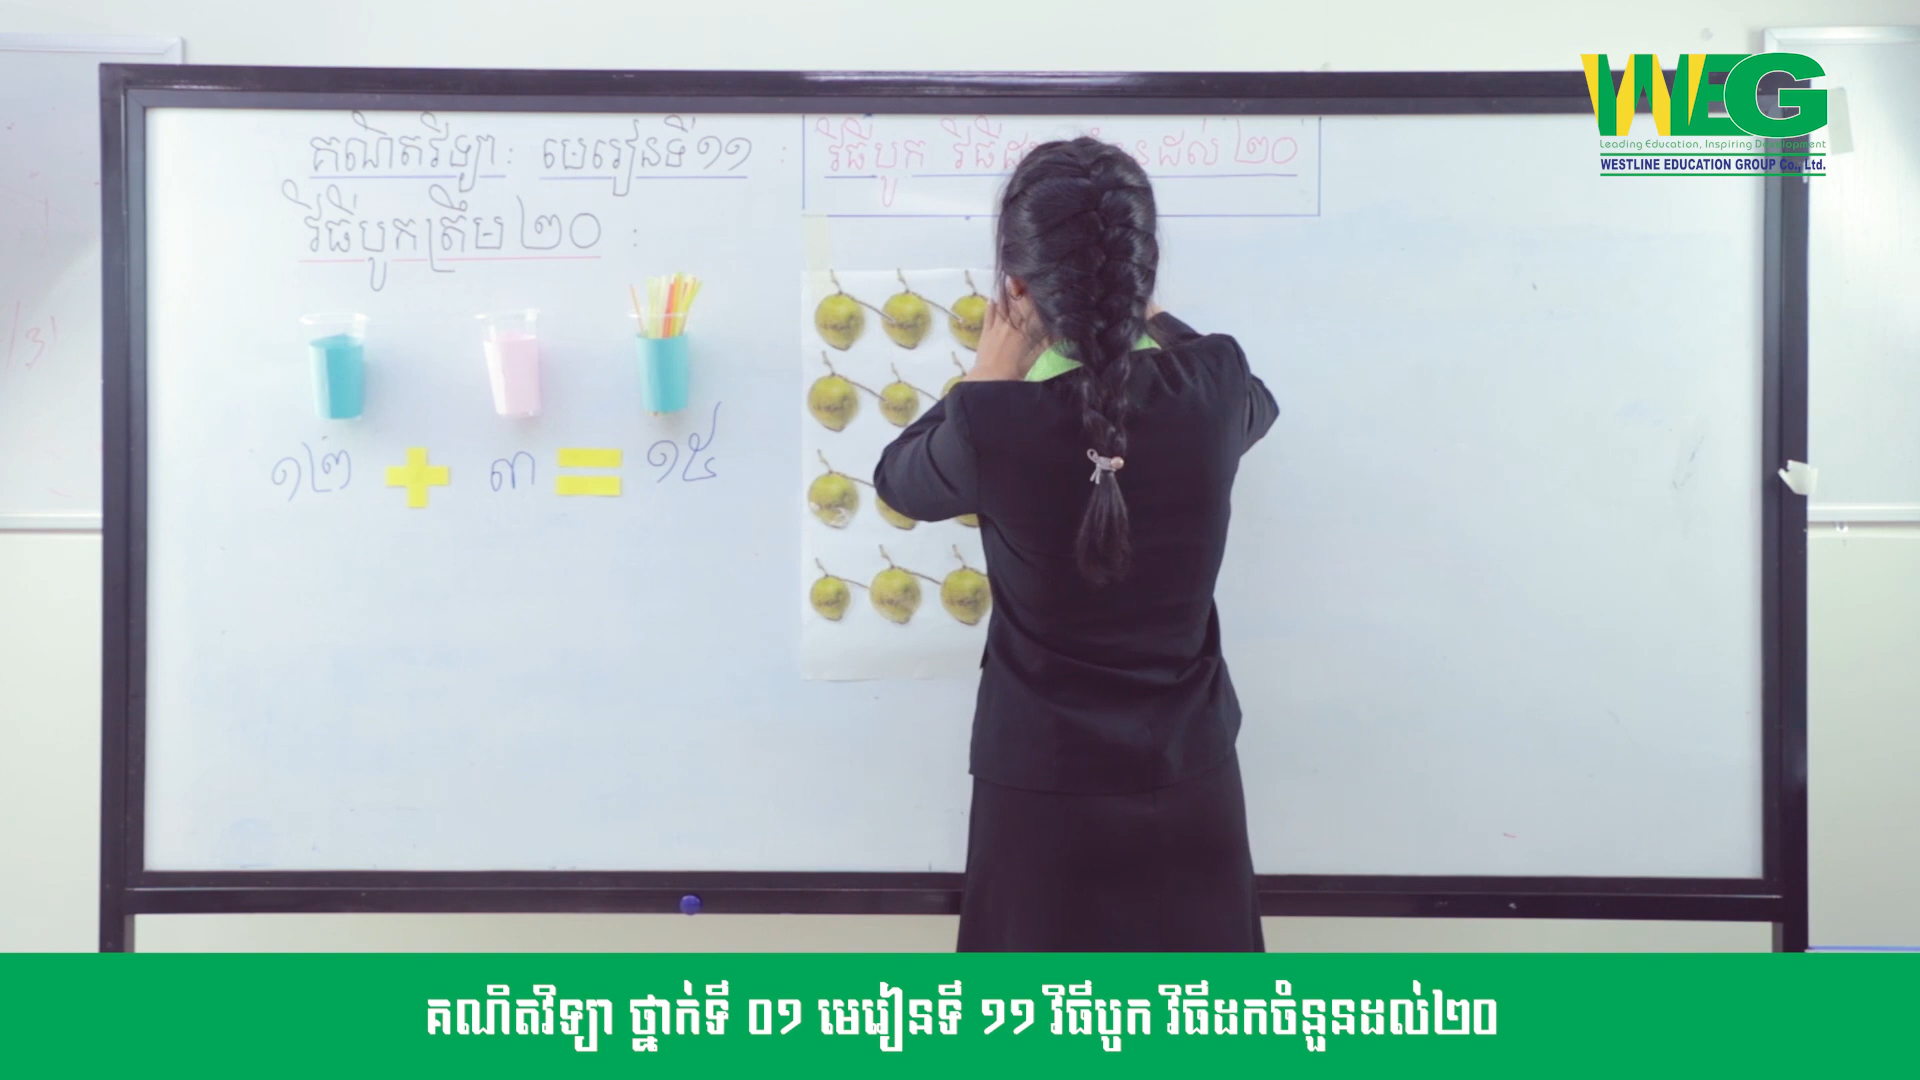 WEG
Leading Education, Inspiring Development
WESTLINE EDUCATION GROUP Co., Ltd.
គណិតវិទ្យា: មេរៀនទី ១១ : វិធីបូក វិធីដ ដល់ ២០
វិធីបូកត្រឹម ២០ :
១២ + ៣ = ១៥
គណិតវិទ្យា ថ្នាក់ទី ០១ មេរៀនទី ១១ វិធីបូក វិធីដកចំនួនដល់២០